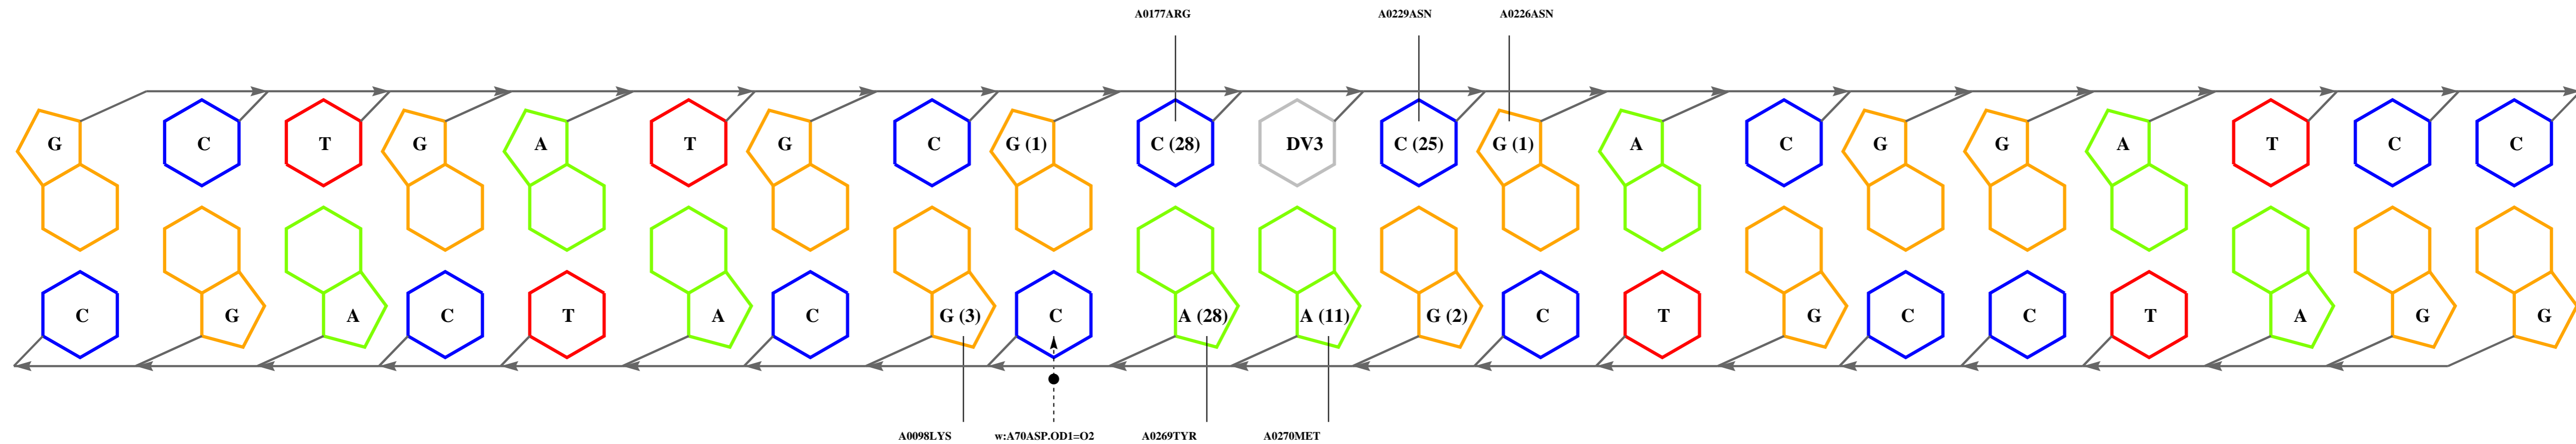 A0177ARG A0229ASN A0226ASN
G C T G A T G C G (1) C (28) DV3 C (25) G (1) A C G G A T C C
C G A C T A C G (3) C A (28) A (11) G (2) C T G C C T A G G
A0098LYS w:A70ASP.OD1=O2 A0269TYR A0270MET